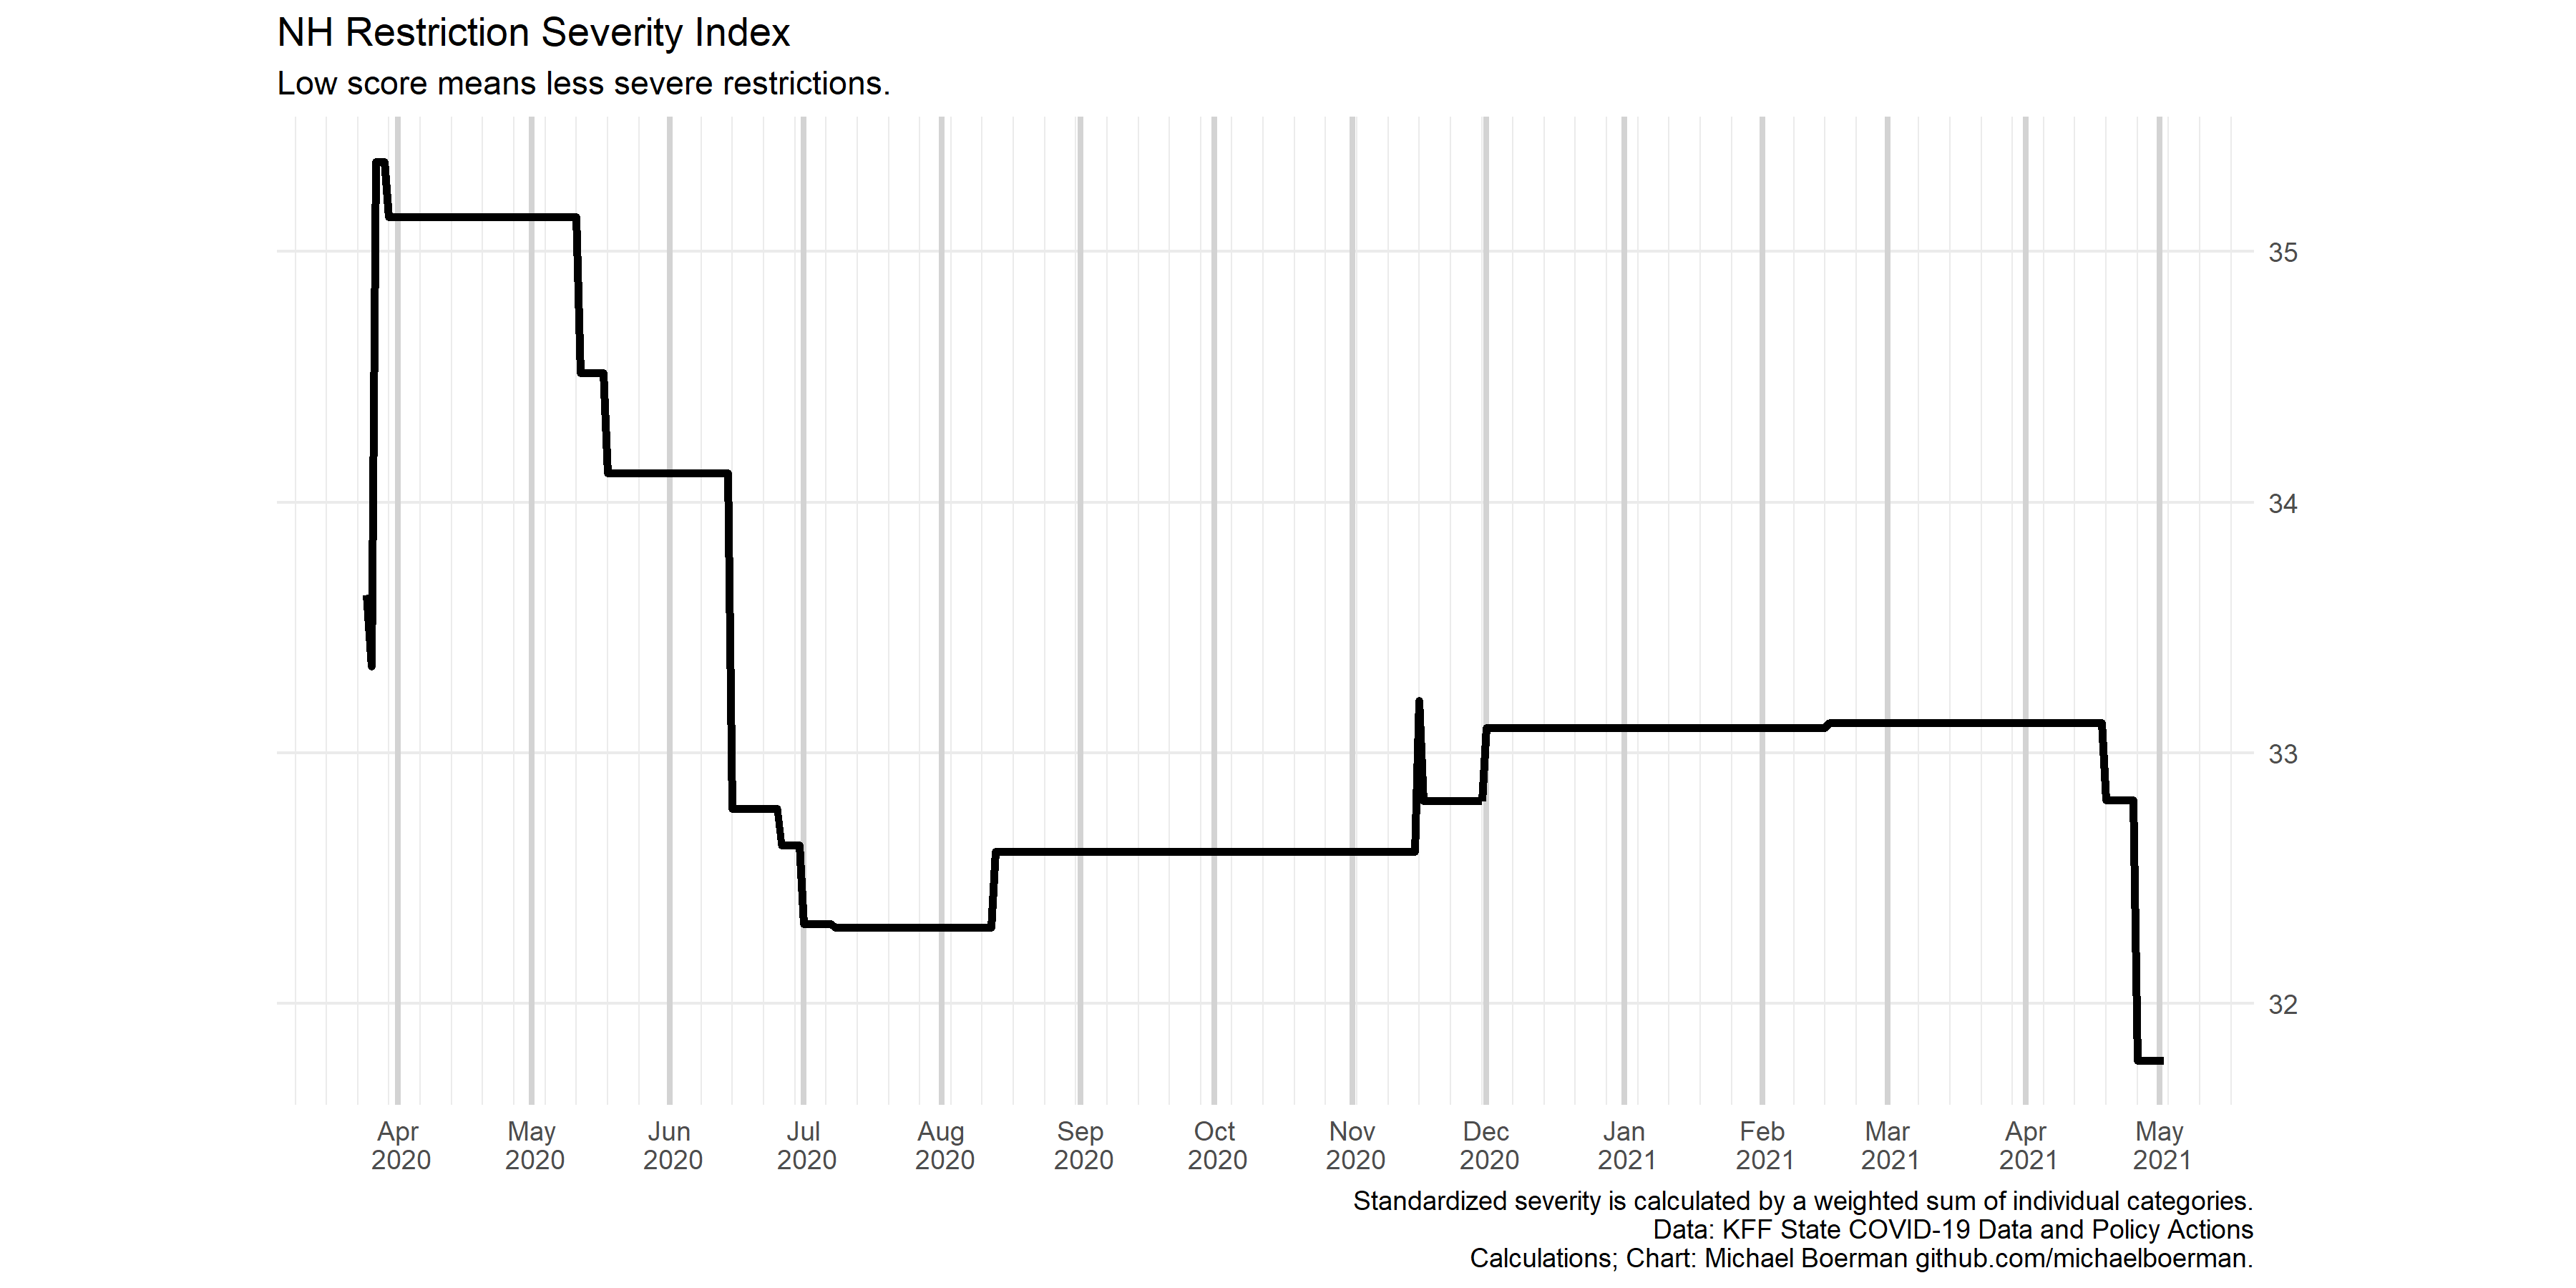 NH Restriction Severity Index
Low score means less severe restrictions.
35
34
33
32
Apr May Jun Jul Aug Sep Oct Nov Dec Jan Feb Mar Apr May
2020 2020 2020 2020 2020 2020 2020 2020 2020 2021 2021 2021 2021 2021
Standardized severity is calculated by a weighted sum of individual categories.
Data: KFF State COVID-19 Data and Policy Actions
Calculations; Chart: Michael Boerman github.com/michaelboerman.